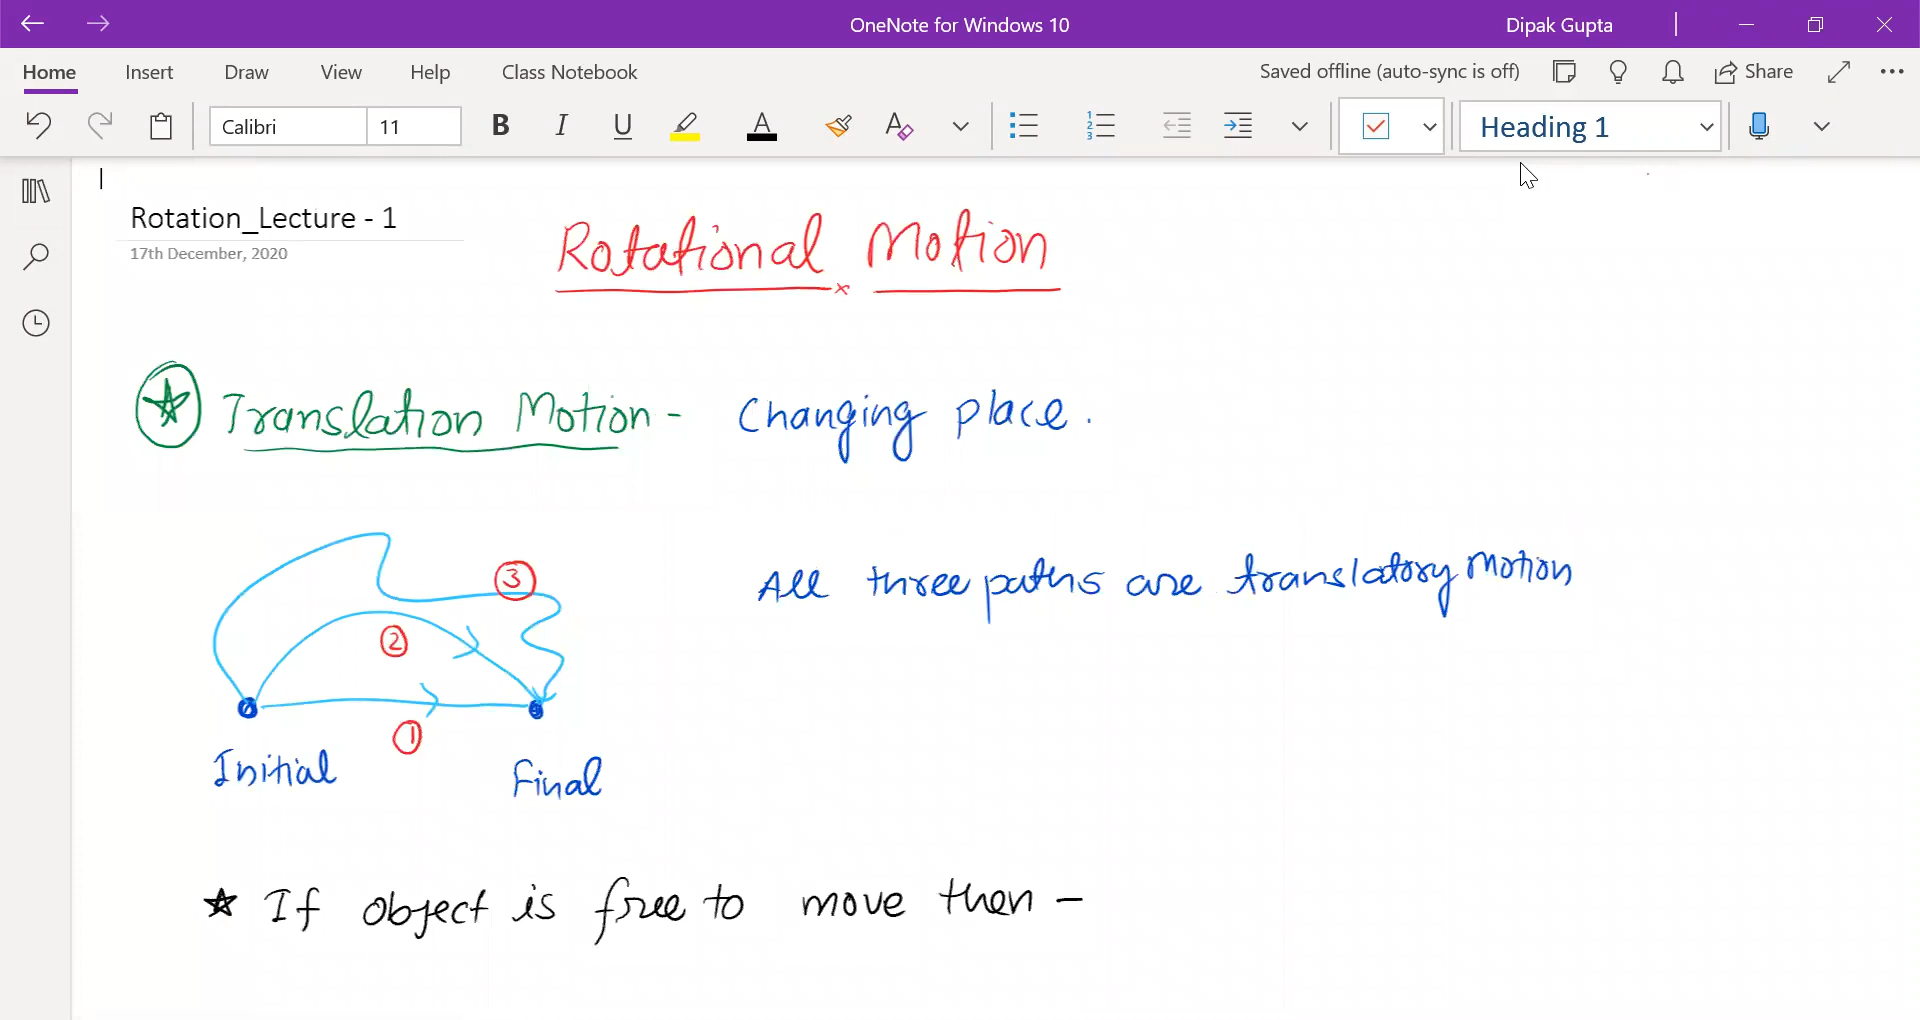 OneNote for Windows 10
Dipak Gupta
Home Insert Draw View Help Class Notebook
Saved offline (auto-sync is off) Share
Calibri 11 B I U A A Heading 1
Rotation_Lecture - 1
17th December, 2020
Rotational Motion
Translation Motion - Changing place.
3
All three paths are translatory Motion
2
1
Initial Final
★ If object is free to move then -